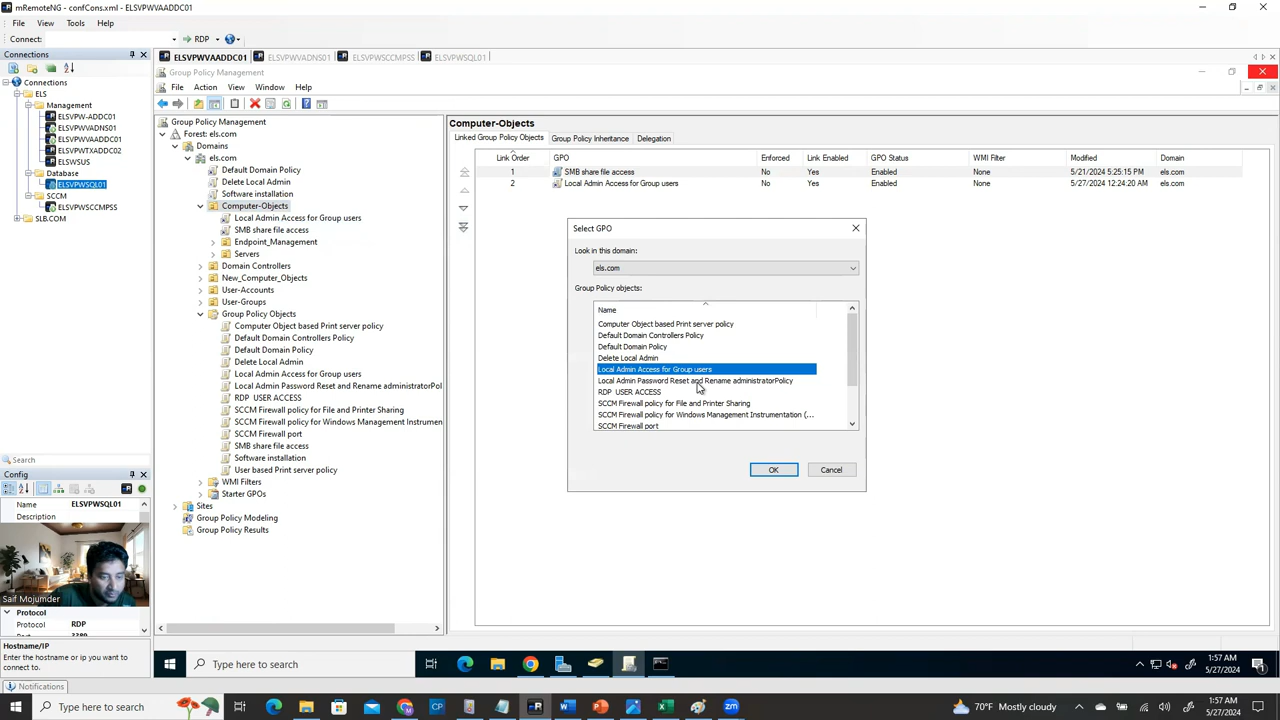 mRemoteNG - confCons.xml - ELSVPWVAADDC01
File View Tools Help
Connect: RDP
Connections
Connections
ELS
Management
ELSVPW-ADDC01
ELSVPWVADNS01
ELSVPWVAADDC01
ELSVPWTXADDC02
ELSWSUS
Database
ELSVPWSQL01
SCCM
ELSVPWSCCMPSS
SLB.COM
Search
Config
Name ELSVPWSQL01
Description
Saif Mojumder
Protocol
Protocol RDP
Port 3389
Hostname/IP
Enter the hostname or ip you want to connect to.
Notifications
ELSVPWVAADDC01 ELSVPWVADNS01 ELSVPWSCCMPSS ELSVPWSQL01
Group Policy Management
File Action View Window Help
Group Policy Management
Forest: els.com
Domains
els.com
Default Domain Policy
Delete Local Admin
Software installation
Computer-Objects
Local Admin Access for Group users
SMB share file access
Endpoint_Management
Servers
Domain Controllers
New_Computer_Objects
User-Accounts
User-Groups
Group Policy Objects
Computer Object based Print server policy
Default Domain Controllers Policy
Default Domain Policy
Delete Local Admin
Local Admin Access for Group users
Local Admin Password Reset and Rename administratorPol
RDP USER ACCESS
SCCM Firewall policy for File and Printer Sharing
SCCM Firewall policy for Windows Management Instrumen
SCCM Firewall port
SMB share file access
Software installation
User based Print server policy
WMI Filters
Starter GPOs
Sites
Group Policy Modeling
Group Policy Results
Computer-Objects
Linked Group Policy Objects Group Policy Inheritance Delegation
Link Order GPO Enforced Link Enabled GPO Status WMI Filter Modified Domain
1 SMB share file access No Yes Enabled None 5/21/2024 5:25:15 PM els.com
2 Local Admin Access for Group users No Yes Enabled None 5/27/2024 12:24:20 AM els.com
Select GPO
Look in this domain:
els.com
Group Policy objects:
Name
Computer Object based Print server policy
Default Domain Controllers Policy
Default Domain Policy
Delete Local Admin
Local Admin Access for Group users
Local Admin Password Reset and Rename administratorPolicy
RDP USER ACCESS
SCCM Firewall policy for File and Printer Sharing
SCCM Firewall policy for Windows Management Instrumentation (...
SCCM Firewall port
OK Cancel
Type here to search
1:57 AM
5/27/2024
Type here to search
70°F Mostly cloudy
1:57 AM
5/27/2024